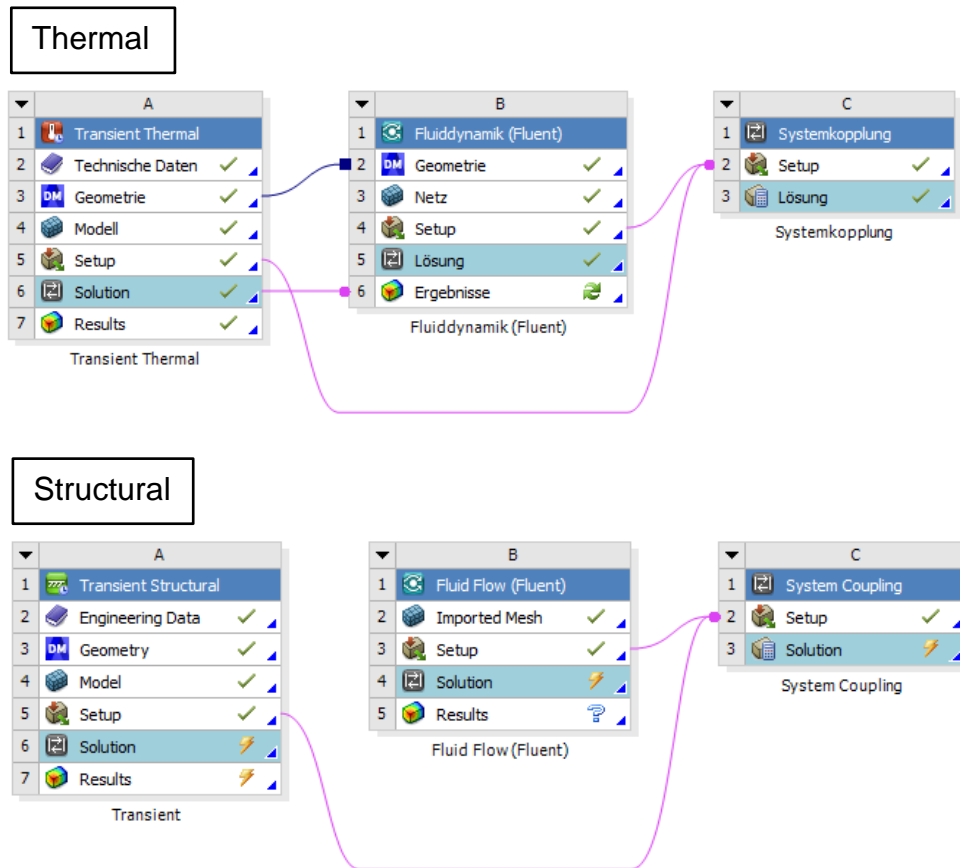 Thermal
A
1 Transient Thermal
2 Technische Daten
3 DM Geometrie
4 Modell
5 Setup
6 Solution
7 Results
Transient Thermal
B
1 Fluiddynamik (Fluent)
2 DM Geometrie
3 Netz
4 Setup
5 Lösung
6 Ergebnisse
Fluiddynamik (Fluent)
C
1 Systemkopplung
2 Setup
3 Lösung
Systemkopplung
Structural
A
1 Transient Structural
2 Engineering Data
3 DM Geometry
4 Model
5 Setup
6 Solution
7 Results
Transient
B
1 Fluid Flow (Fluent)
2 Imported Mesh
3 Setup
4 Solution
5 Results
Fluid Flow (Fluent)
C
1 System Coupling
2 Setup
3 Solution
System Coupling